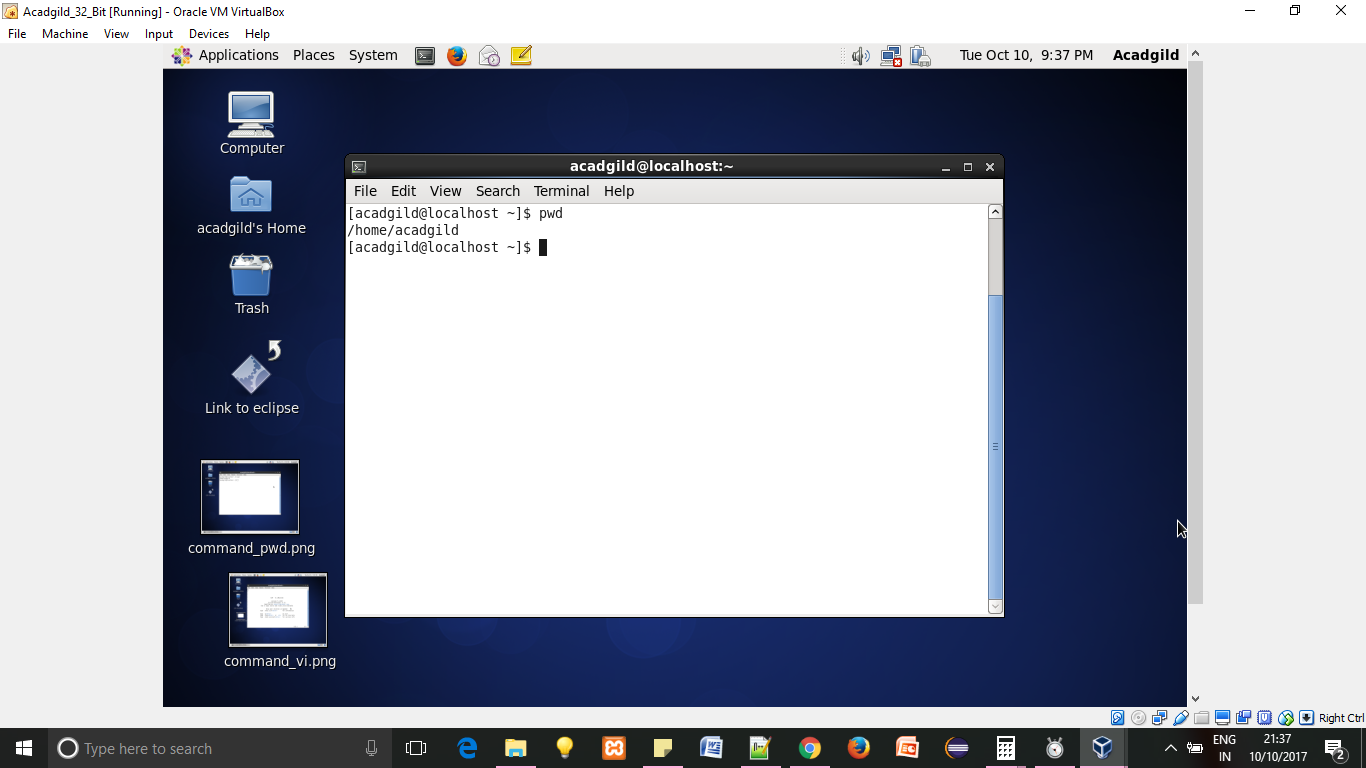 Acadgild_32_Bit [Running] - Oracle VM VirtualBox
File Machine View Input Devices Help
Applications Places System Tue Oct 10, 9:37 PM Acadgild
Computer
acadgild's Home
Trash
Link to eclipse
command_pwd.png
command_vi.png
acadgild@localhost:~
File Edit View Search Terminal Help
[acadgild@localhost ~]$ pwd
/home/acadgild
[acadgild@localhost ~]$
Right Ctrl
Type here to search
ENG
IN
21:37
10/10/2017
2